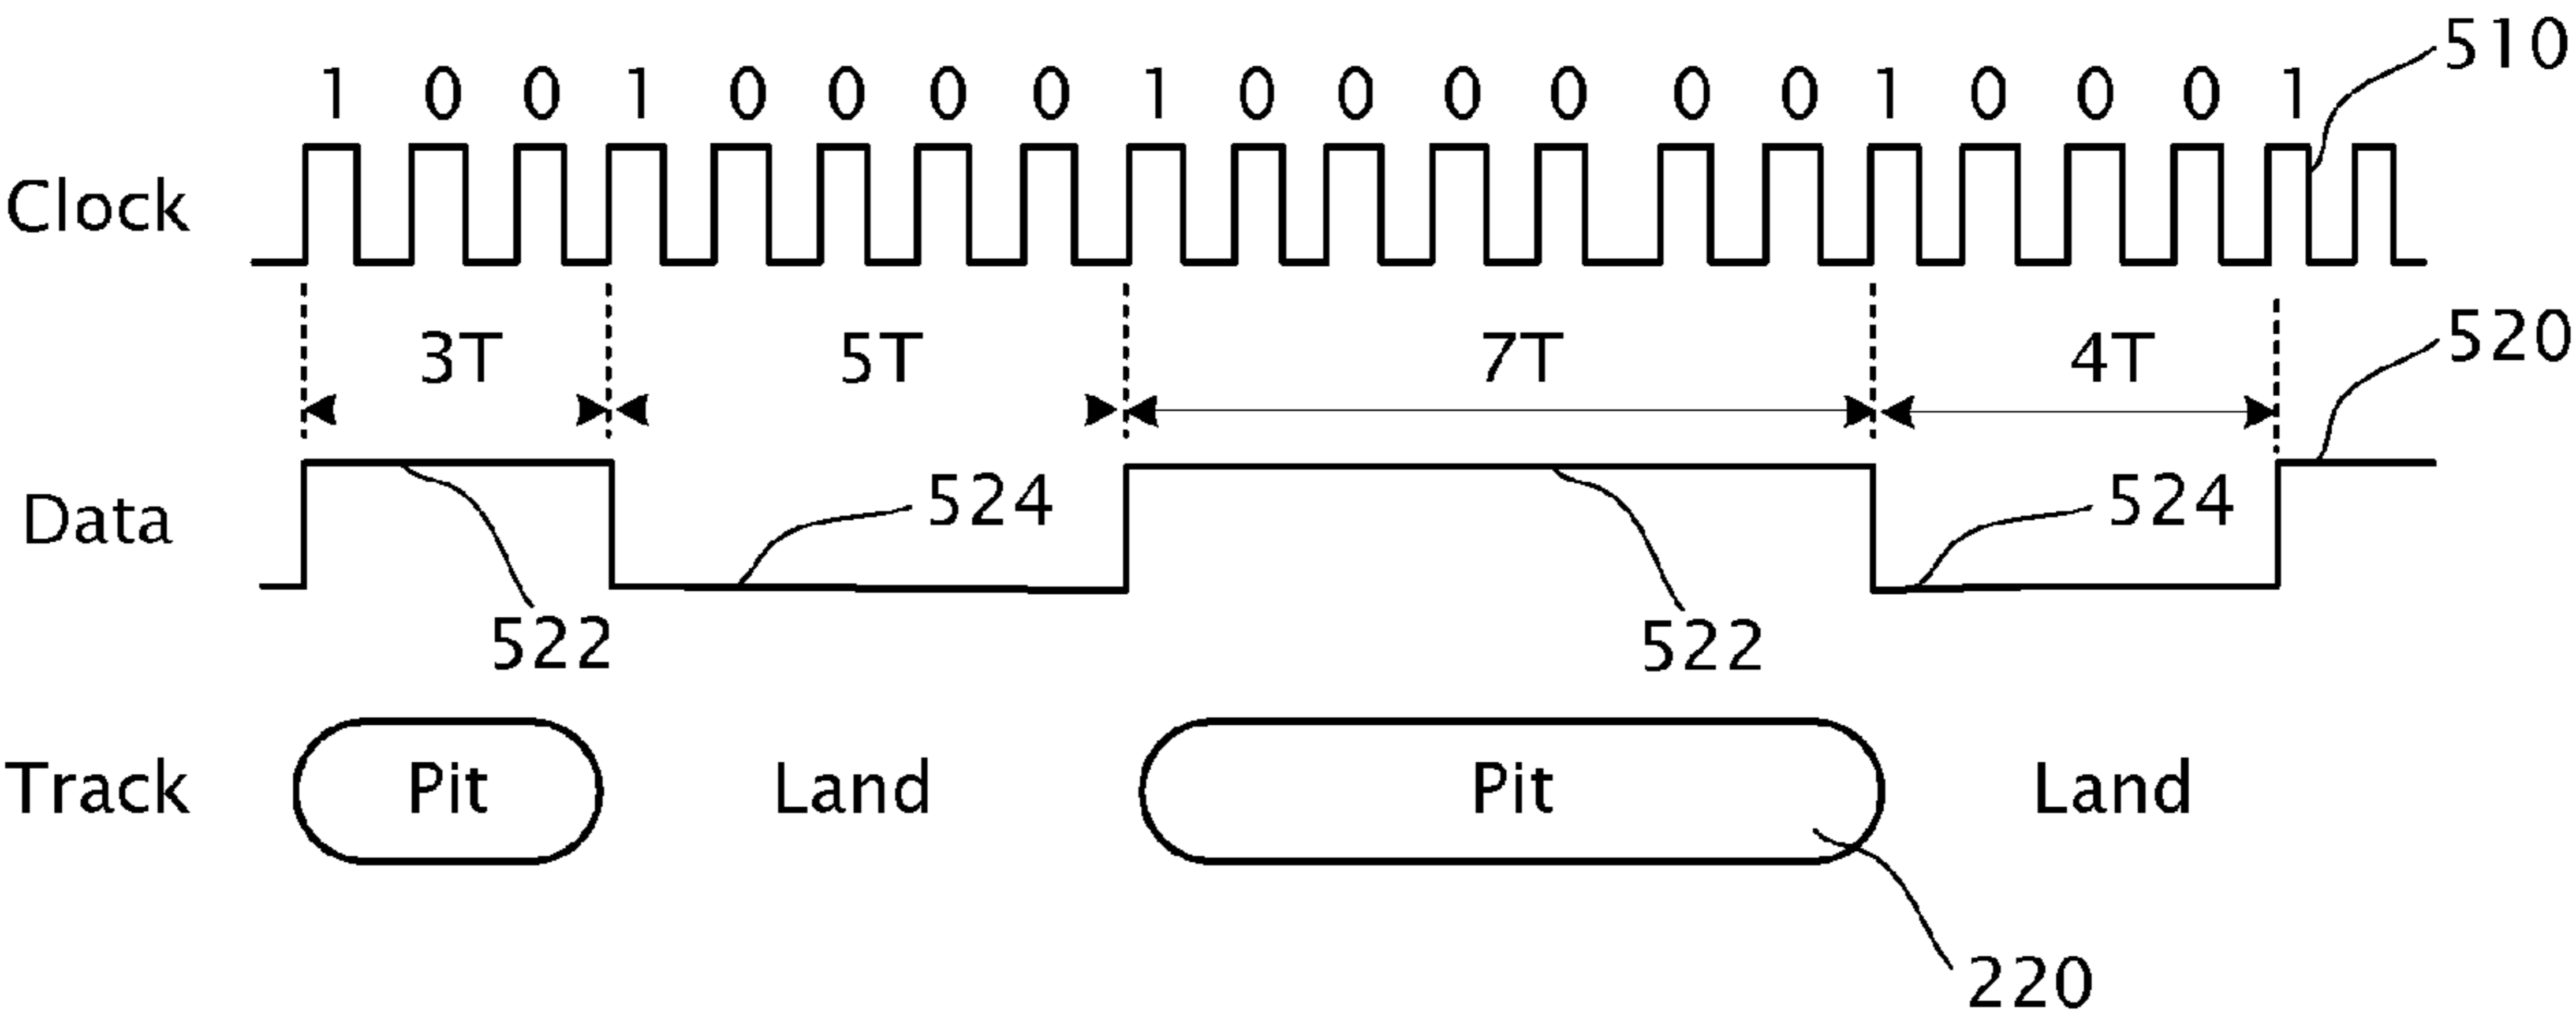 510
1 0 0 1 0 0 0 0 1 0 0 0 0 0 0 1 0 0 0 1
Clock
3T 5T 7T 4T 520
Data 524 524
522 522
Track Pit Land Pit Land
220